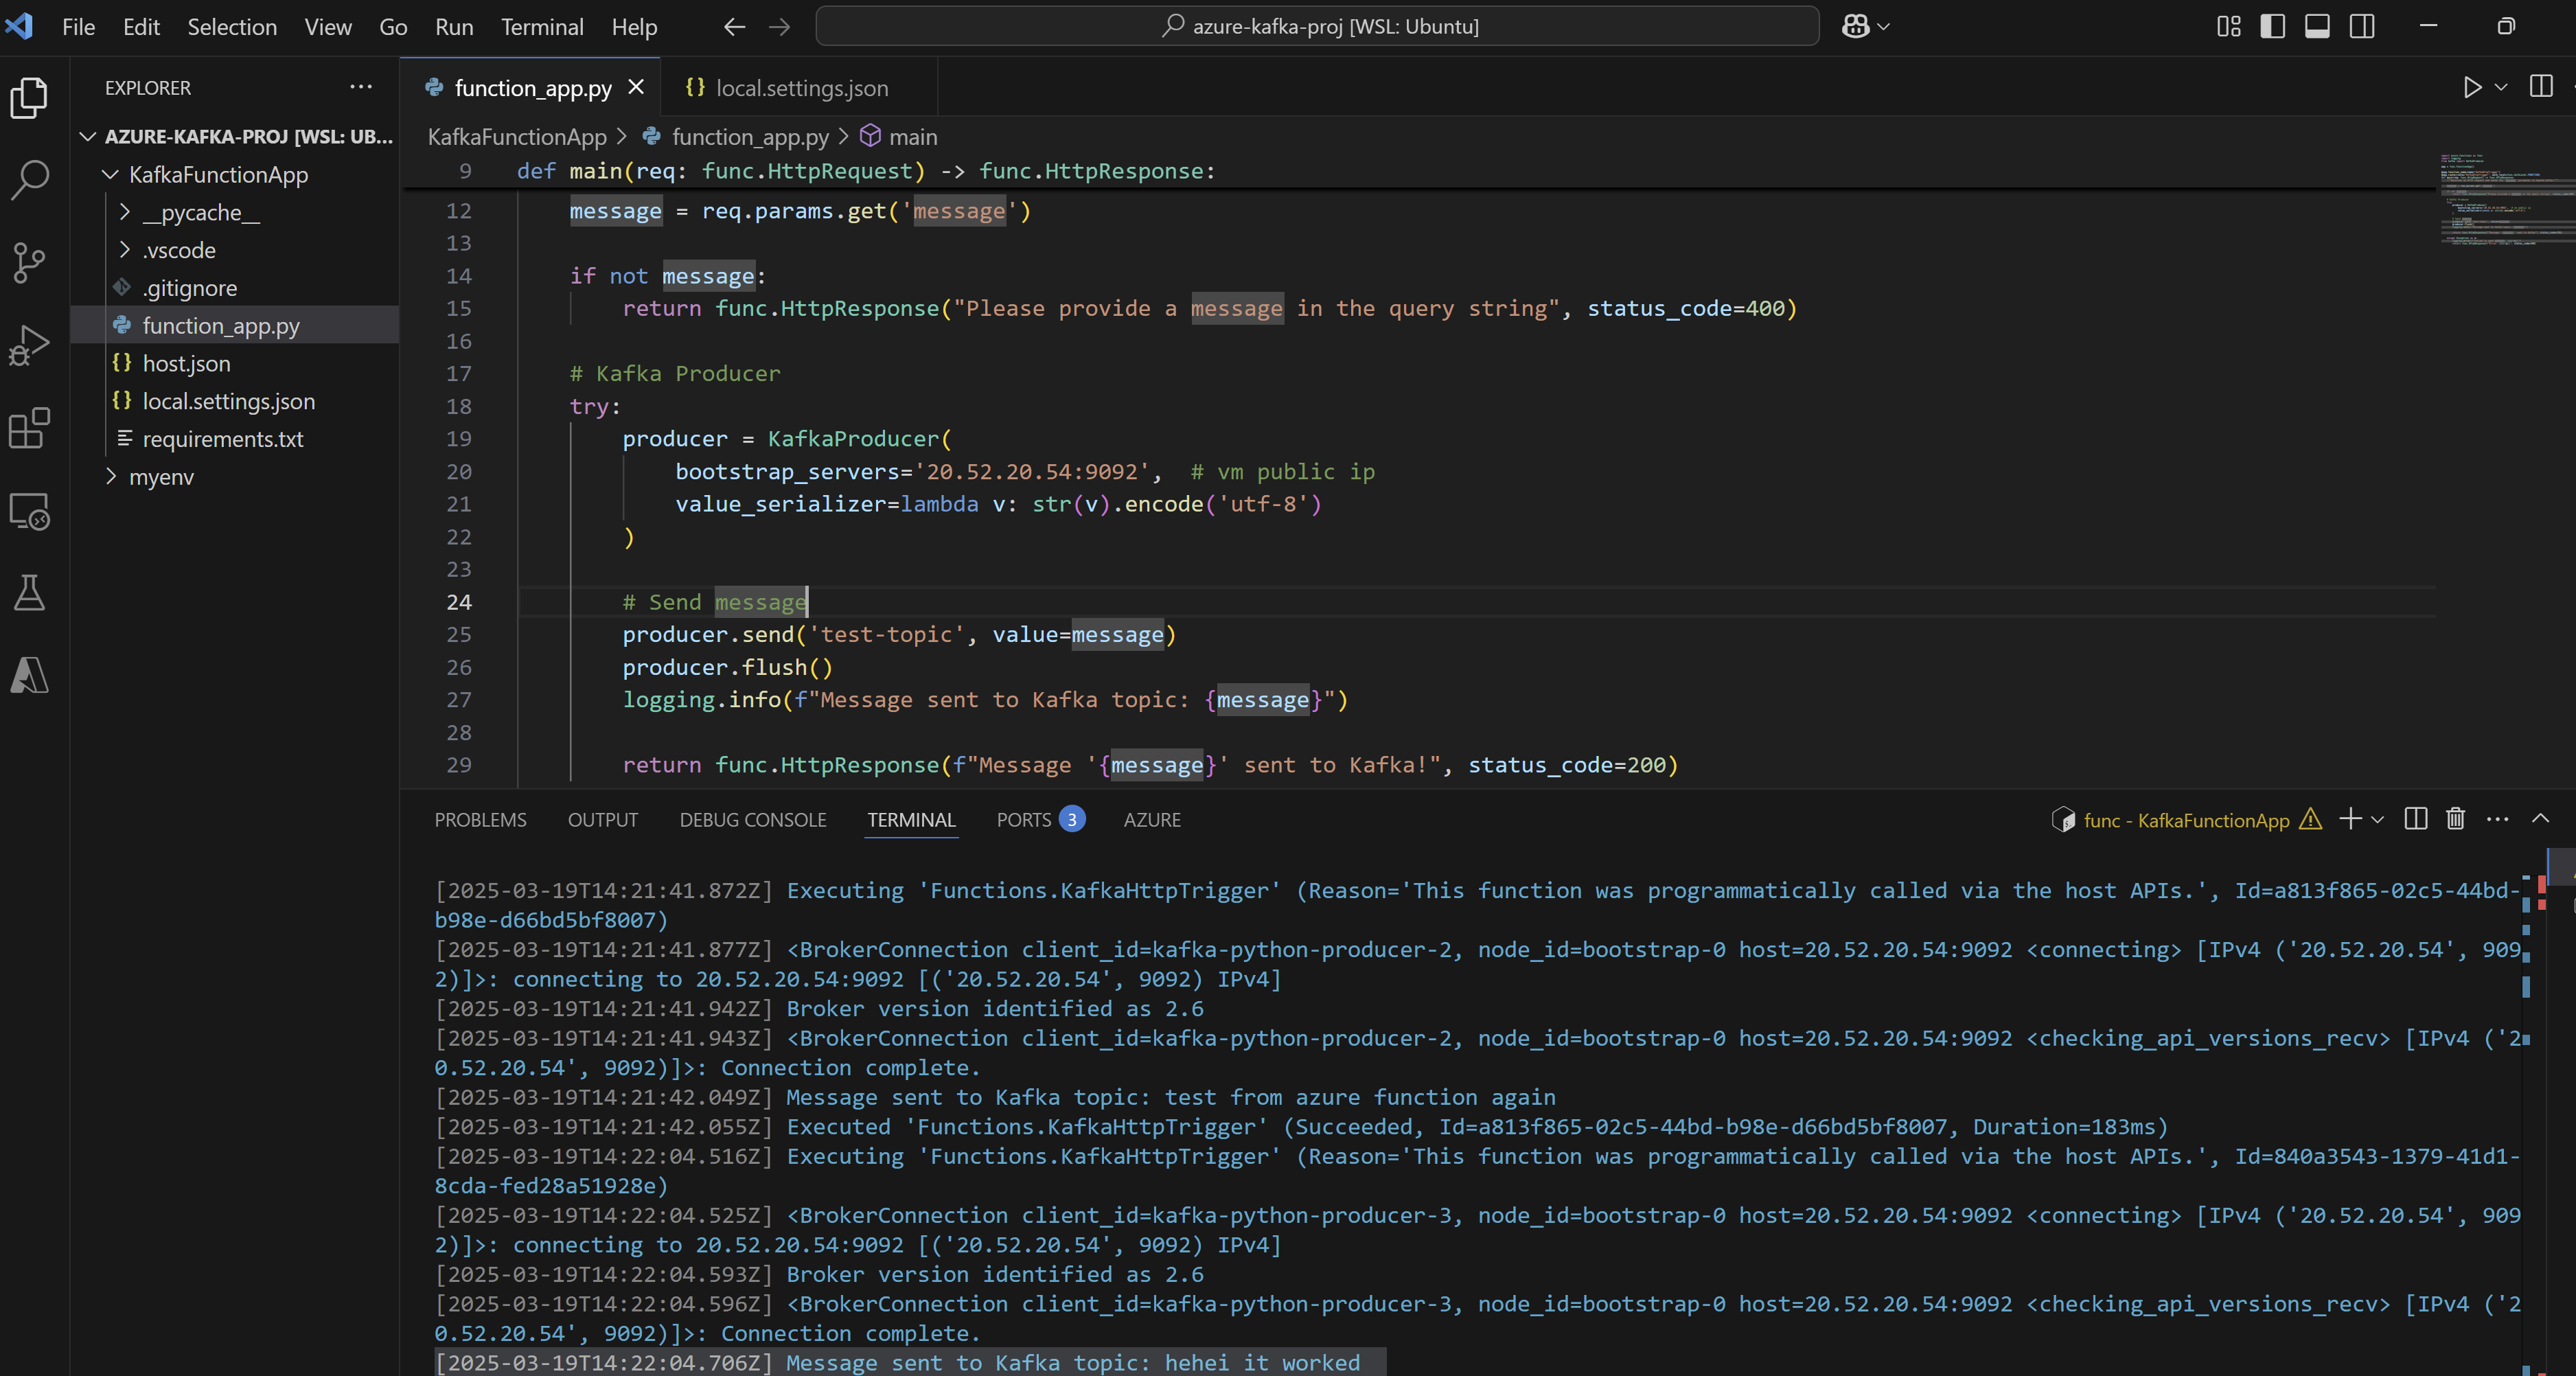 File Edit Selection View Go Run Terminal Help
azure-kafka-proj [WSL: Ubuntu]
EXPLORER
AZURE-KAFKA-PROJ [WSL: UB...
KafkaFunctionApp
__pycache__
.vscode
.gitignore
function_app.py
host.json
local.settings.json
requirements.txt
myenv
function_app.py
local.settings.json
KafkaFunctionApp > function_app.py > main
9 def main(req: func.HttpRequest) -> func.HttpResponse:
12 message = req.params.get('message')
13
14 if not message:
15 return func.HttpResponse("Please provide a message in the query string", status_code=400)
16
17 # Kafka Producer
18 try:
19 producer = KafkaProducer(
20 bootstrap_servers='20.52.20.54:9092', # vm public ip
21 value_serializer=lambda v: str(v).encode('utf-8')
22 )
23
24 # Send message
25 producer.send('test-topic', value=message)
26 producer.flush()
27 logging.info(f"Message sent to Kafka topic: {message}")
28
29 return func.HttpResponse(f"Message '{message}' sent to Kafka!", status_code=200)
PROBLEMS OUTPUT DEBUG CONSOLE TERMINAL PORTS 3 AZURE
func - KafkaFunctionApp
[2025-03-19T14:21:41.872Z] Executing 'Functions.KafkaHttpTrigger' (Reason='This function was programmatically called via the host APIs.', Id=a813f865-02c5-44bd-
b98e-d66bd5bf8007)
[2025-03-19T14:21:41.877Z] <BrokerConnection client_id=kafka-python-producer-2, node_id=bootstrap-0 host=20.52.20.54:9092 <connecting> [IPv4 ('20.52.20.54', 909
2)]>: connecting to 20.52.20.54:9092 [('20.52.20.54', 9092) IPv4]
[2025-03-19T14:21:41.942Z] Broker version identified as 2.6
[2025-03-19T14:21:41.943Z] <BrokerConnection client_id=kafka-python-producer-2, node_id=bootstrap-0 host=20.52.20.54:9092 <checking_api_versions_recv> [IPv4 ('2
0.52.20.54', 9092)]>: Connection complete.
[2025-03-19T14:21:42.049Z] Message sent to Kafka topic: test from azure function again
[2025-03-19T14:21:42.055Z] Executed 'Functions.KafkaHttpTrigger' (Succeeded, Id=a813f865-02c5-44bd-b98e-d66bd5bf8007, Duration=183ms)
[2025-03-19T14:22:04.516Z] Executing 'Functions.KafkaHttpTrigger' (Reason='This function was programmatically called via the host APIs.', Id=840a3543-1379-41d1-
8cda-fed28a51928e)
[2025-03-19T14:22:04.525Z] <BrokerConnection client_id=kafka-python-producer-3, node_id=bootstrap-0 host=20.52.20.54:9092 <connecting> [IPv4 ('20.52.20.54', 909
2)]>: connecting to 20.52.20.54:9092 [('20.52.20.54', 9092) IPv4]
[2025-03-19T14:22:04.593Z] Broker version identified as 2.6
[2025-03-19T14:22:04.596Z] <BrokerConnection client_id=kafka-python-producer-3, node_id=bootstrap-0 host=20.52.20.54:9092 <checking_api_versions_recv> [IPv4 ('2
0.52.20.54', 9092)]>: Connection complete.
[2025-03-19T14:22:04.706Z] Message sent to Kafka topic: hehei it worked